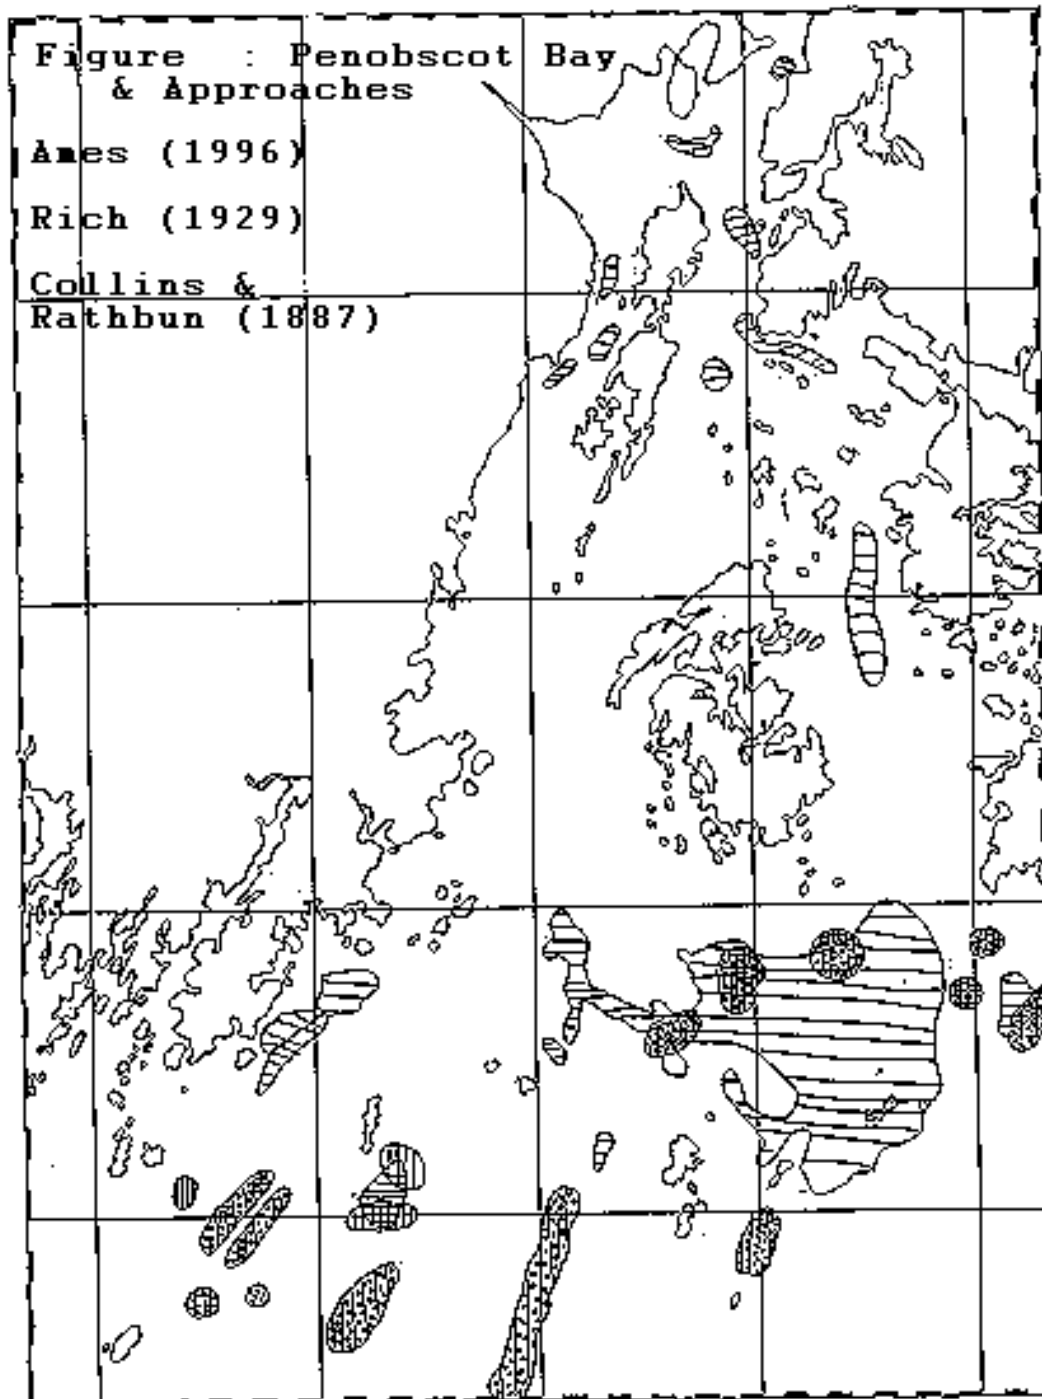 Figure : Penobscot Bay
& Approaches
Ames (1996)
Rich (1929)
Collins &
Rathbun (1887)